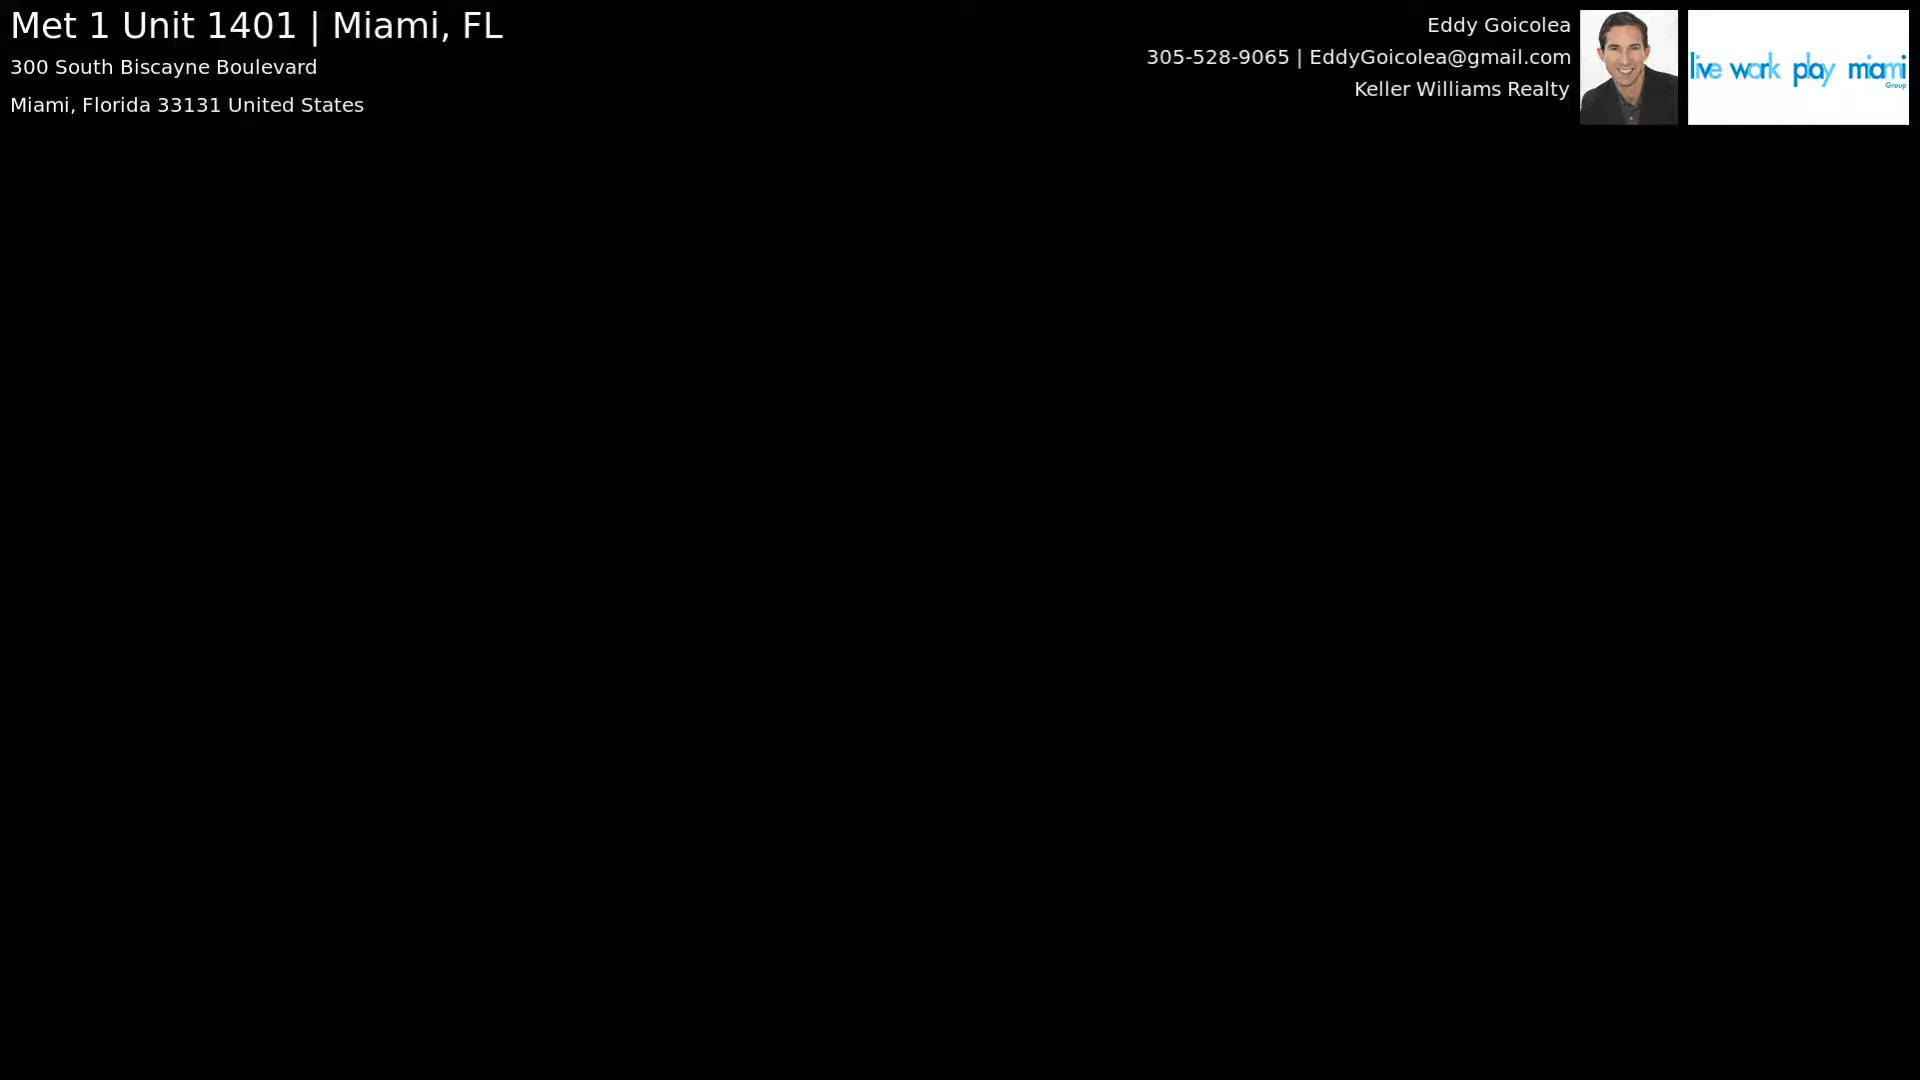 Met 1 Unit 1401 | Miami, FL
300 South Biscayne Boulevard
Miami, Florida 33131 United States
Eddy Goicolea
305-528-9065 | EddyGoicolea@gmail.com
Keller Williams Realty
live work play miami
Group